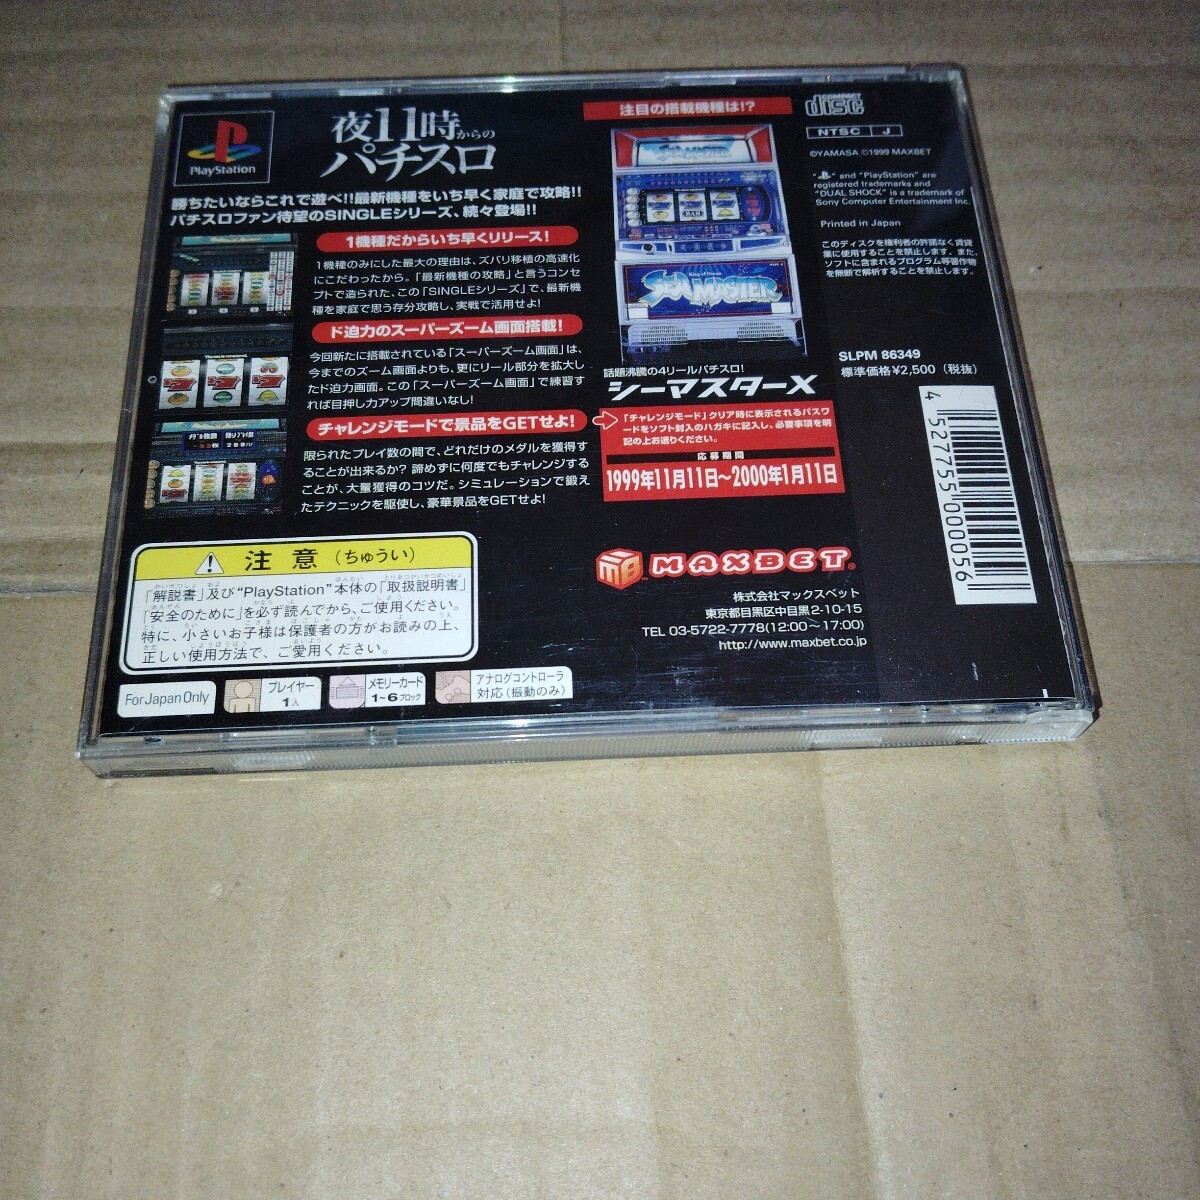 PlayStation
夜11時からの
パチスロ
勝ちたいならこれで遊べ!!最新機種をいち早く家庭で攻略!!
パチスロファン待望のSINGLEシリーズ、続々登場!!
1機種だからいち早くリリース!
1機種のみにした最大の理由は、ズバリ移植の高速化
にこだわったから。「最新機種の攻略」と言うコンセ
プトで造られた、この「SINGLEシリーズ」で、最新機
種を家庭で思う存分攻略し、実戦で活用せよ!
ド迫力のスーパーズーム画面搭載!
今回新たに搭載されている「スーパーズーム画面」は、
今までのズーム画面よりも、更にリール部分を拡大し
たド迫力画面。この「スーパーズーム画面」で練習す
れば目押し力アップ間違いなし!
チャレンジモードで景品をGETせよ!
限られたプレイ数の間で、どれだけのメダルを獲得す
ることが出来るか?諦めずに何度でもチャレンジする
ことが、大量獲得のコツだ。シミュレーションで鍛え
たテクニックを駆使し、豪華景品をGETせよ!
注目の搭載機種は!?
SEA MASTER
King of Ocean
SEA MASTER
話題沸騰の4リールパチスロ!
シーマスターX
「チャレンジモード」クリア時に表示されるパスワ
ードをソフト封入のハガキに記入し、必要事項を明
記の上お送りください。
応募期間
1999年11月11日〜2000年1月11日
COMPACT
disc
NTSC J
©YAMASA ©1999 MAXBET
"PS" and "PlayStation" are
registered trademarks and
"DUAL SHOCK" is a trademark of
Sony Computer Entertainment Inc.
Printed in Japan
このディスクを権利者の許諾なく賃貸
業に使用することを禁じます。また、
ソフトに含まれるプログラム等著作物
を無断で解析することを禁じます。
SLPM 86349
標準価格¥2,500(税抜)
4 527755 000056
MAXBET®
株式会社マックスベット
東京都目黒区中目黒2-10-15
TEL 03-5722-7778(12:00〜17:00)
http://www.maxbet.co.jp
注意(ちゅうい)
「解説書」及び"PlayStation"本体の「取扱説明書」
「安全のために」を必ず読んでから、ご使用ください。
特に、小さいお子様は保護者の方がお読みの上、
正しい使用方法で、ご愛用ください。
For Japan Only
プレイヤー
1人
メモリーカード
1〜6ブロック
アナログコントローラ
対応(振動のみ)